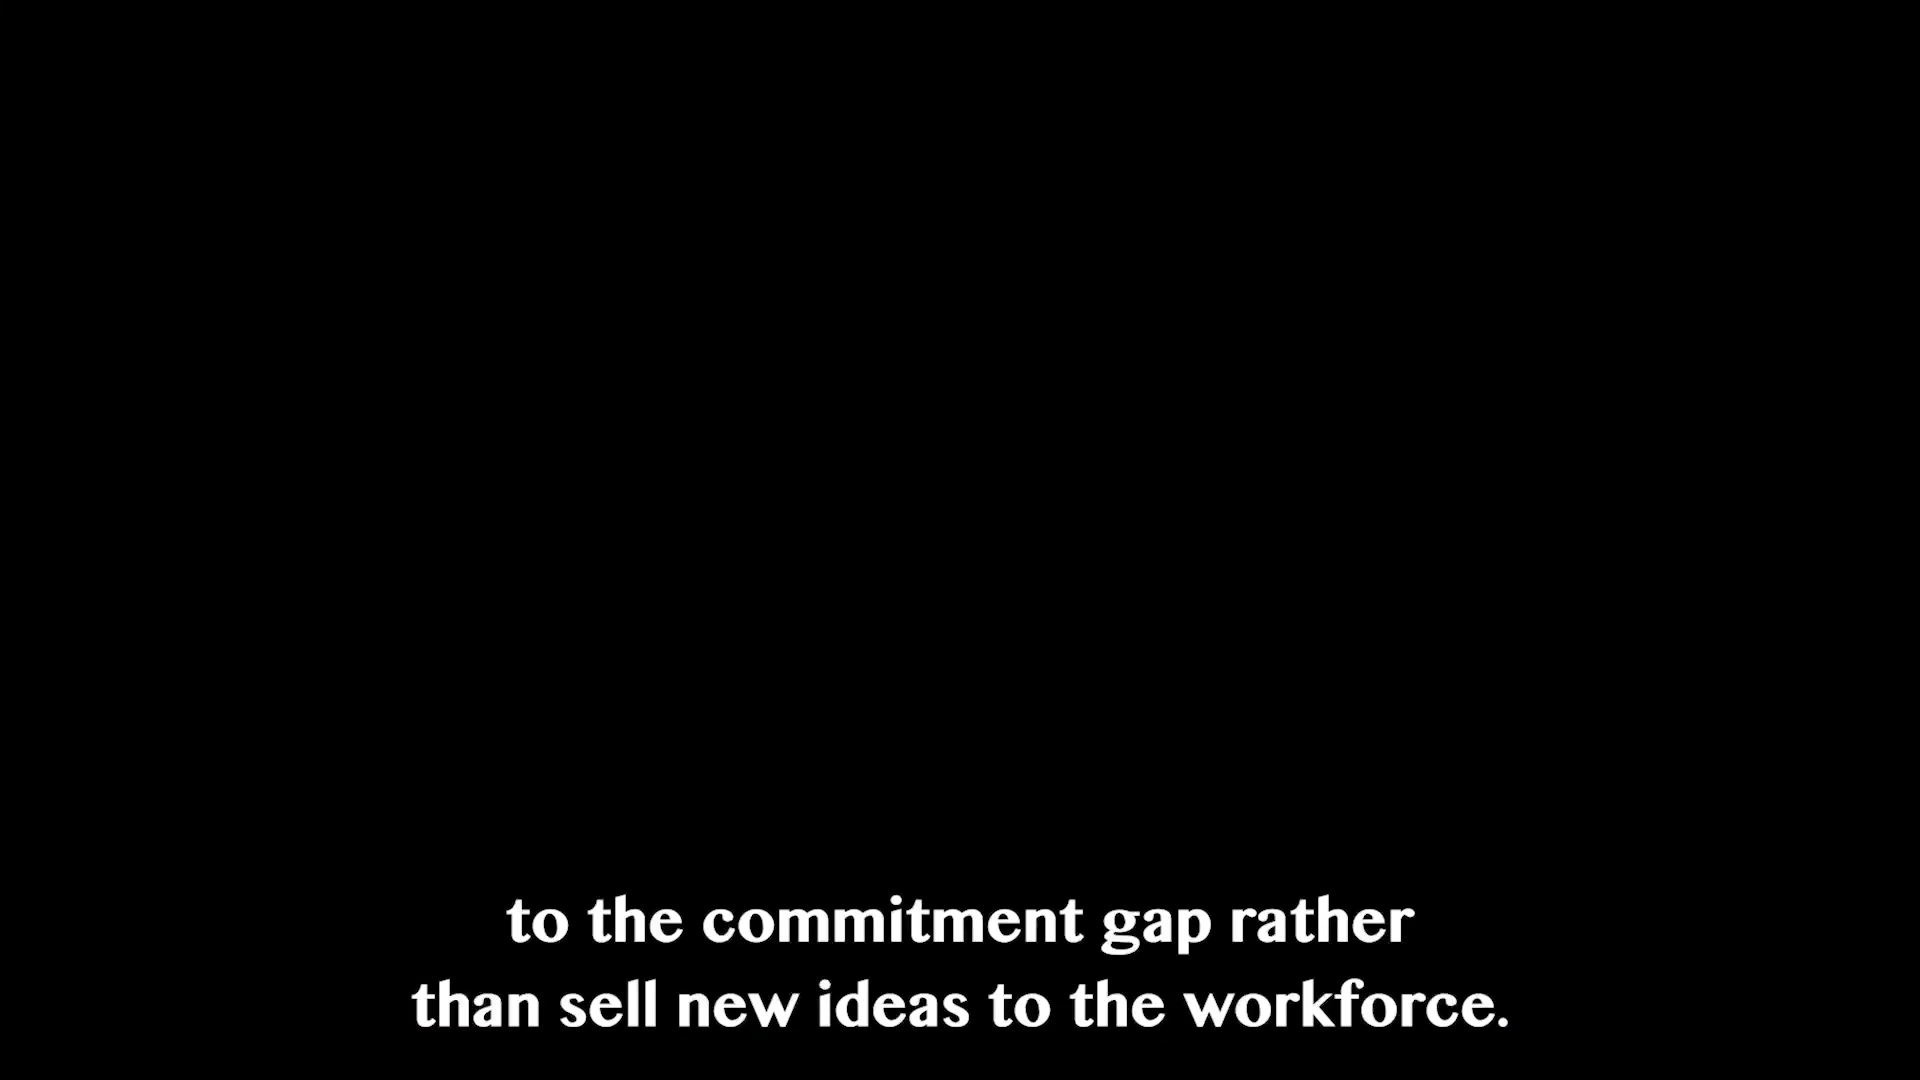 to the commitment gap rather
than sell new ideas to the workforce.